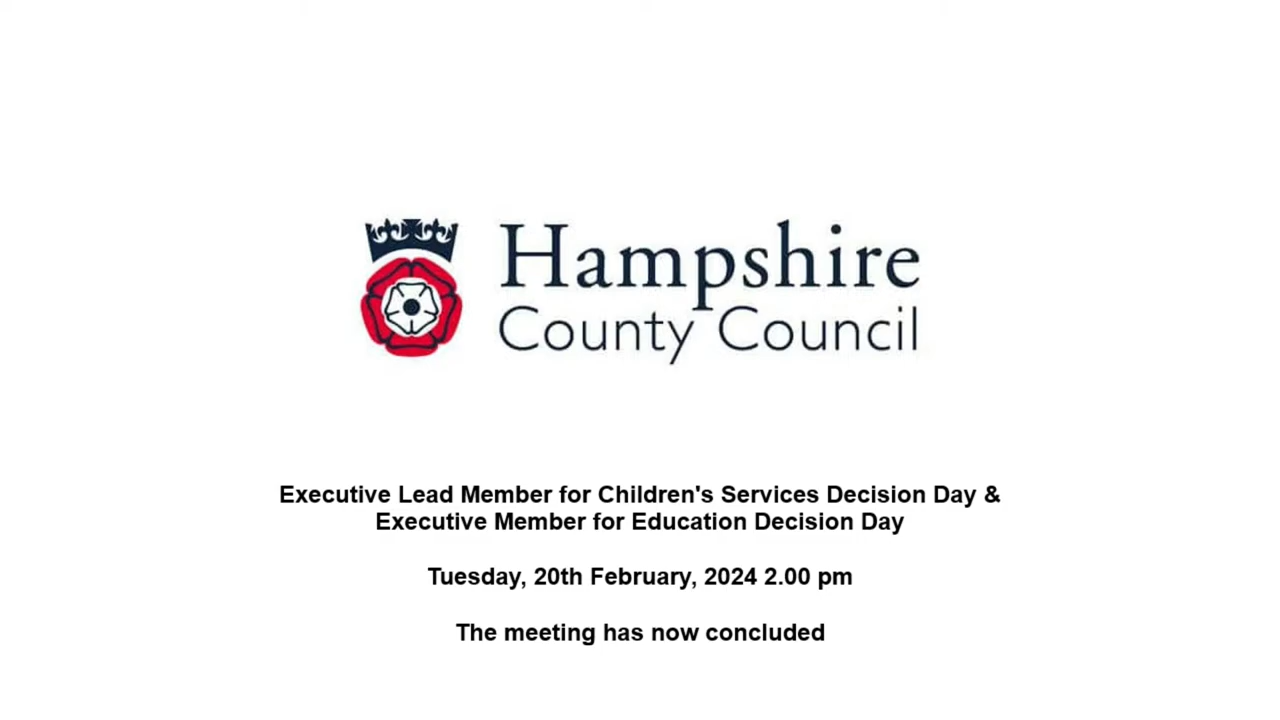 Hampshire
County Council
Executive Lead Member for Children's Services Decision Day &
Executive Member for Education Decision Day
Tuesday, 20th February, 2024 2.00 pm
The meeting has now concluded